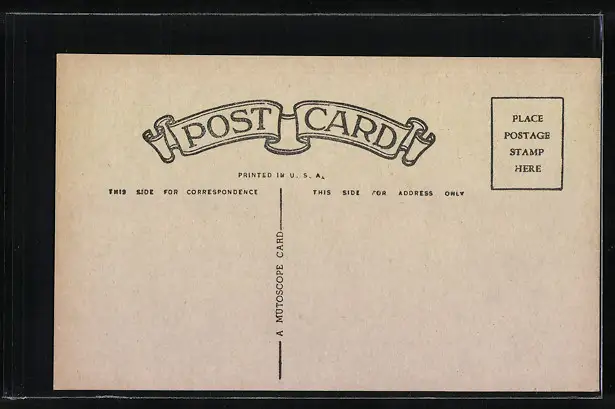 POST CARD
PLACE
POSTAGE
STAMP
HERE
PRINTED IN U. S. A.
THIS SIDE FOR CORRESPONDENCE
THIS SIDE FOR ADDRESS ONLY
A MUTOSCOPE CARD